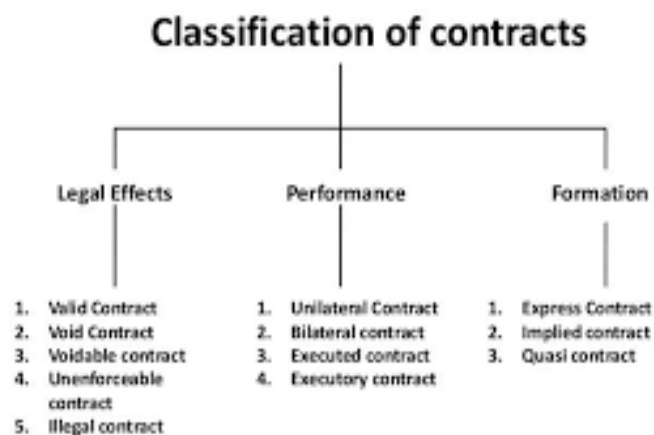 Classification of contracts
Legal Effects
1. Valid Contract
2. Void Contract
3. Voidable contract
4. Unenforceable
contract
5. Illegal contract
Performance
1. Unilateral Contract
2. Bilateral contract
3. Executed contract
4. Executory contract
Formation
1. Express Contract
2. Implied contract
3. Quasi contract